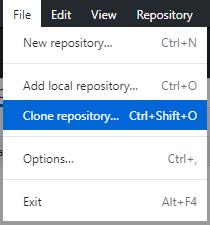 File Edit View Repository
New repository... Ctrl+N
Add local repository... Ctrl+O
Clone repository... Ctrl+Shift+O
Options... Ctrl+,
Exit Alt+F4